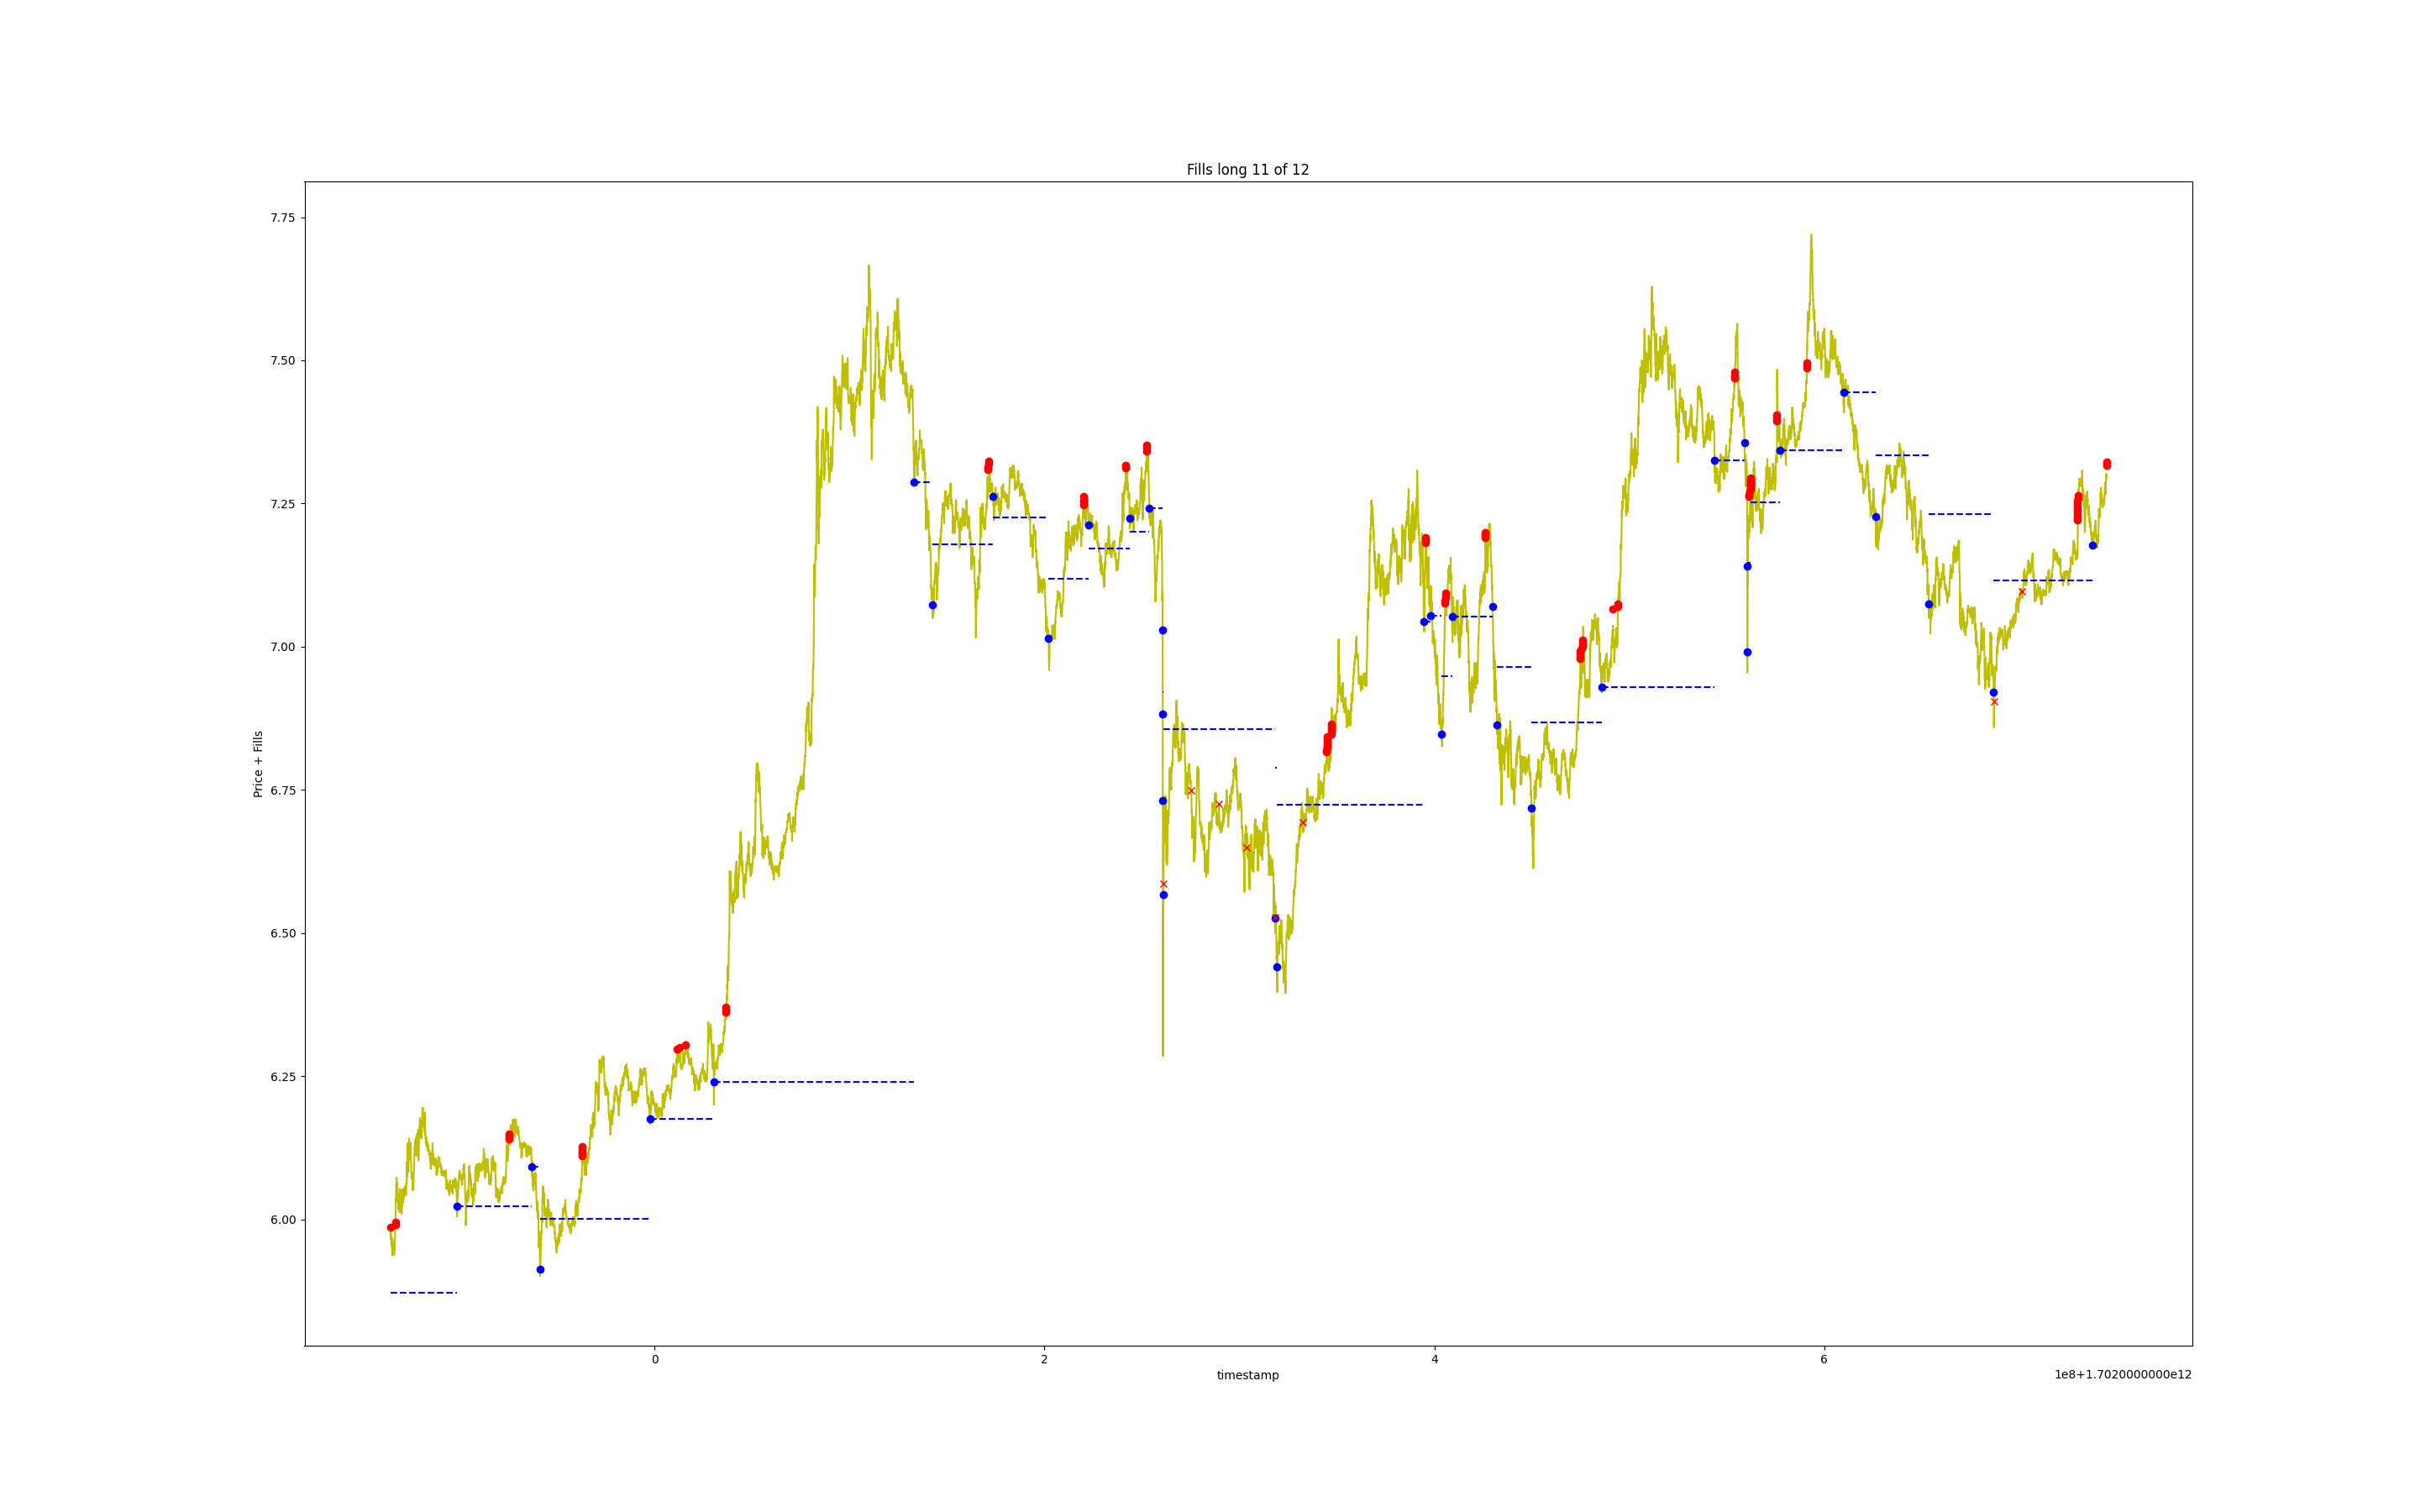 Fills long 11 of 12
7.75
7.50
7.25
7.00
6.75
6.50
6.25
6.00
Price + Fills
0 2 4 6
timestamp
1e8+1.7020000000e12